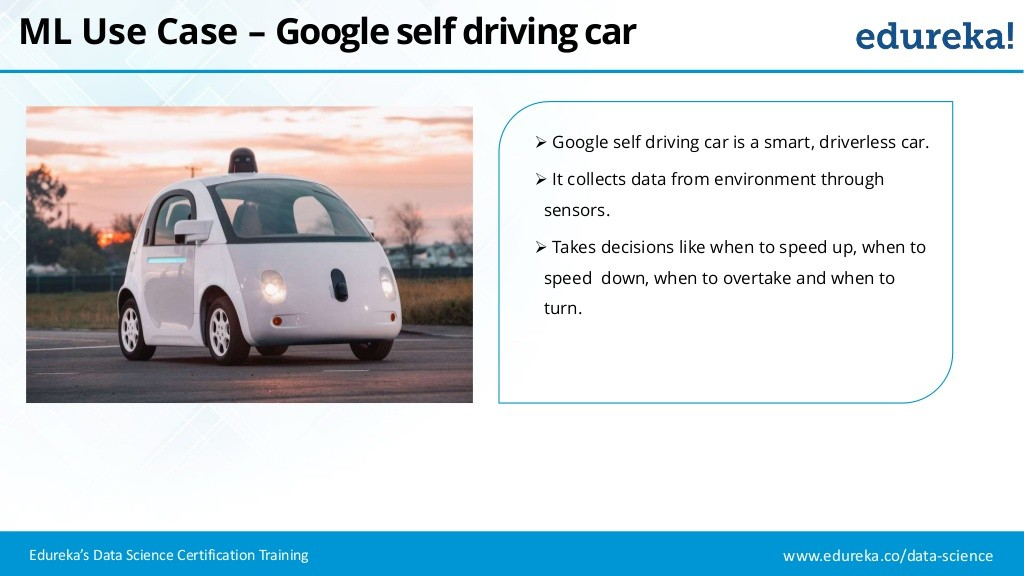 ML Use Case – Google self driving car
edureka!
➢ Google self driving car is a smart, driverless car.
➢ It collects data from environment through
sensors.
➢ Takes decisions like when to speed up, when to
speed  down, when to overtake and when to
turn.
Edureka’s Data Science Certification Training
www.edureka.co/data-science